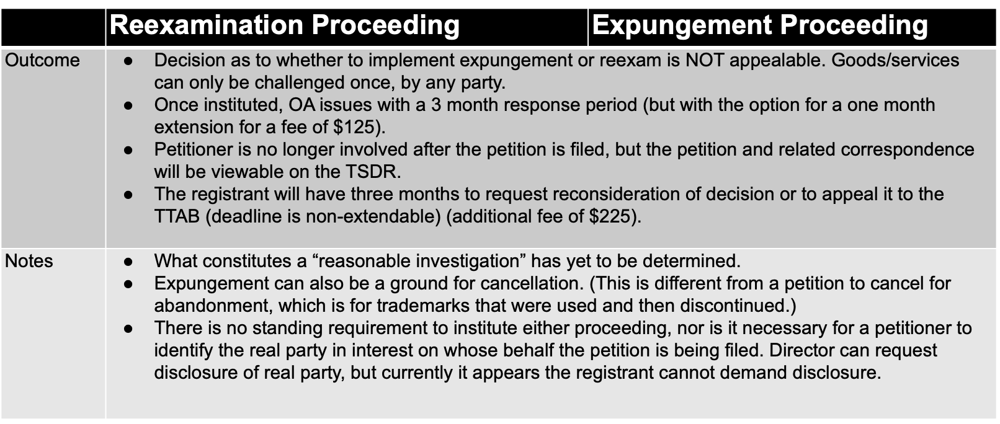 Reexamination Proceeding
Expungement Proceeding
Outcome
● Decision as to whether to implement expungement or reexam is NOT appealable. Goods/services
can only be challenged once, by any party.
● Once instituted, OA issues with a 3 month response period (but with the option for a one month
extension for a fee of $125).
● Petitioner is no longer involved after the petition is filed, but the petition and related correspondence
will be viewable on the TSDR.
● The registrant will have three months to request reconsideration of decision or to appeal it to the
TTAB (deadline is non-extendable) (additional fee of $225).
Notes
● What constitutes a “reasonable investigation” has yet to be determined.
● Expungement can also be a ground for cancellation. (This is different from a petition to cancel for
abandonment, which is for trademarks that were used and then discontinued.)
● There is no standing requirement to institute either proceeding, nor is it necessary for a petitioner to
identify the real party in interest on whose behalf the petition is being filed. Director can request
disclosure of real party, but currently it appears the registrant cannot demand disclosure.